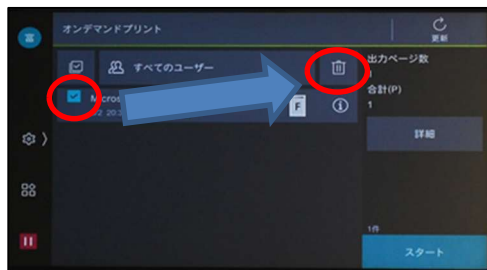 オンデマンドプリント
更新
すべてのユーザー
出力ページ数
1
合計(P)
1
Micros
20:3
F
詳細
1件
スタート